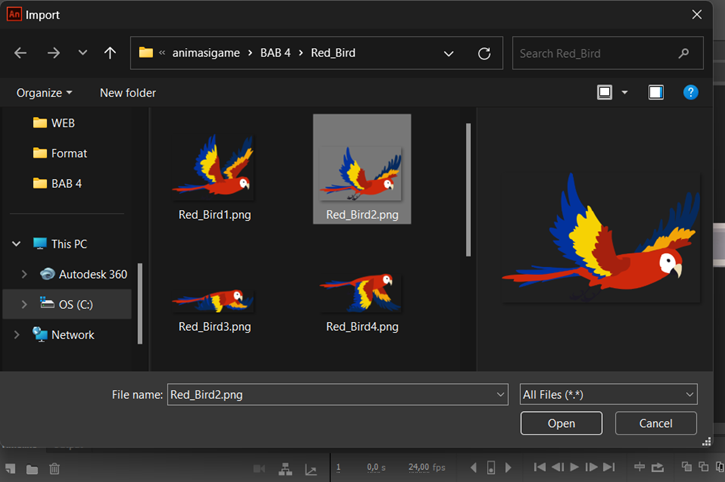 An Import
« animasigame > BAB 4 > Red_Bird
Search Red_Bird
Organize
New folder
?
WEB
Format
BAB 4
This PC
Autodesk 360
OS (C:)
Network
Red_Bird1.png
Red_Bird2.png
Red_Bird3.png
Red_Bird4.png
File name: Red_Bird2.png
All Files (*.*)
Open
Cancel
1 0,0 s 24,00 fps